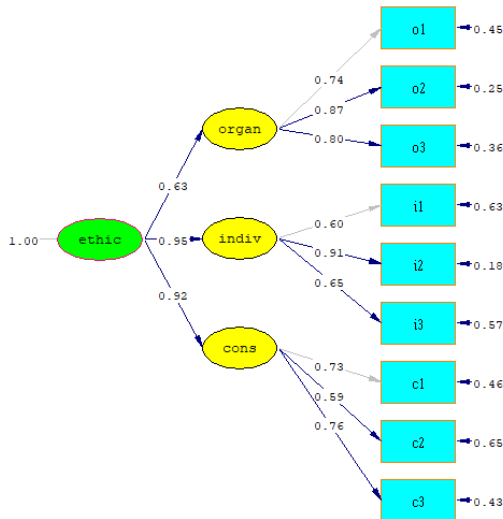 o1
0.45
0.74
o2
0.25
0.87
organ
0.80
o3
0.36
0.63
i1
0.63
0.60
1.00
ethic
0.95
indiv
0.91
i2
0.18
0.65
0.92
i3
0.57
cons
0.73
c1
0.46
0.59
0.76
c2
0.65
c3
0.43